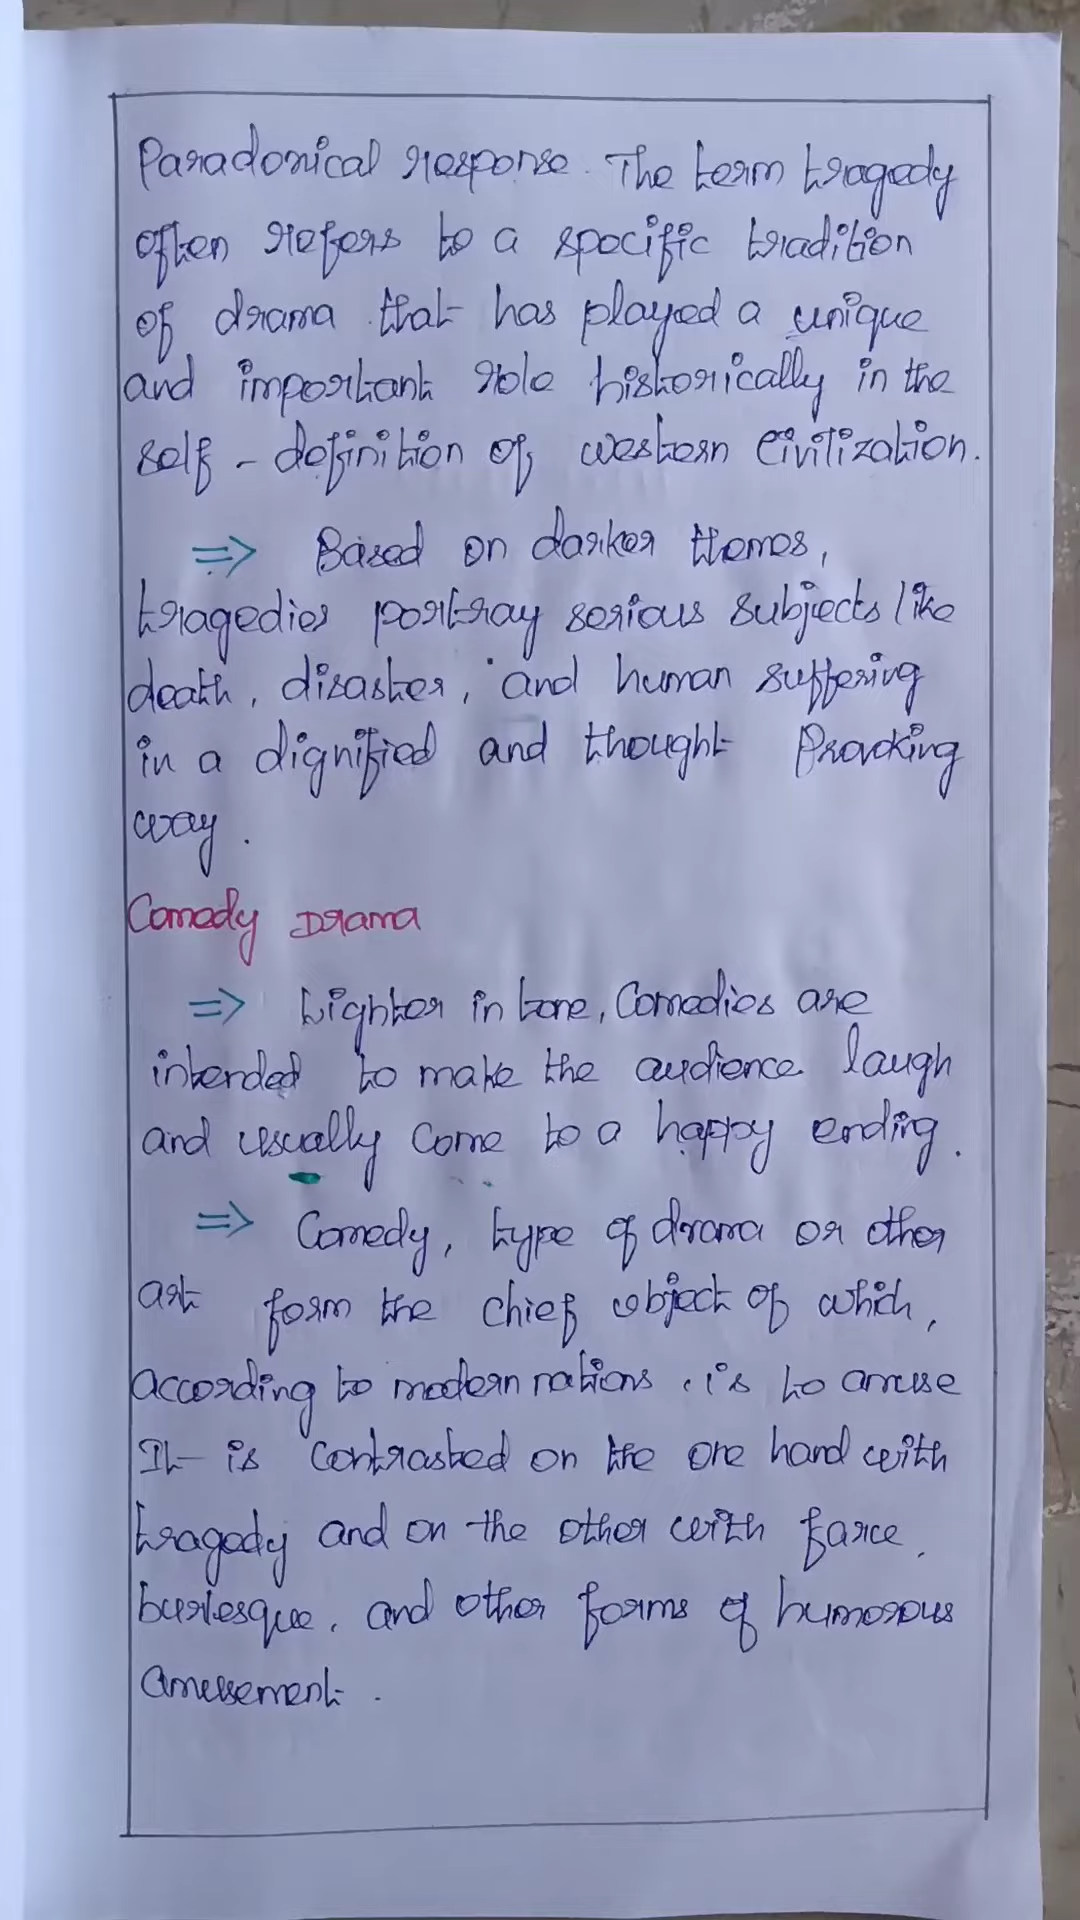 Paradonical response. The term tragedy
often refers to a specific tradition
of drama that has played a unique
and important role historically in the
self - definition of western Civilization.
=> Based on darker themes,
tragedies portray serious subjects like
death, disaster, and human suffering
in a dignified and thought Provoking
way.
Comedy Drama
=> Lighter in tone, Comedies are
intended to make the audience laugh
and usually come to a happy ending.
=> Comedy, type of drama or other
art form the chief object of which,
according to modern notions, is to amuse
It is contrasted on the one hand with
tragedy and on the other with farce,
burlesque, and other forms of humorous
amusement.